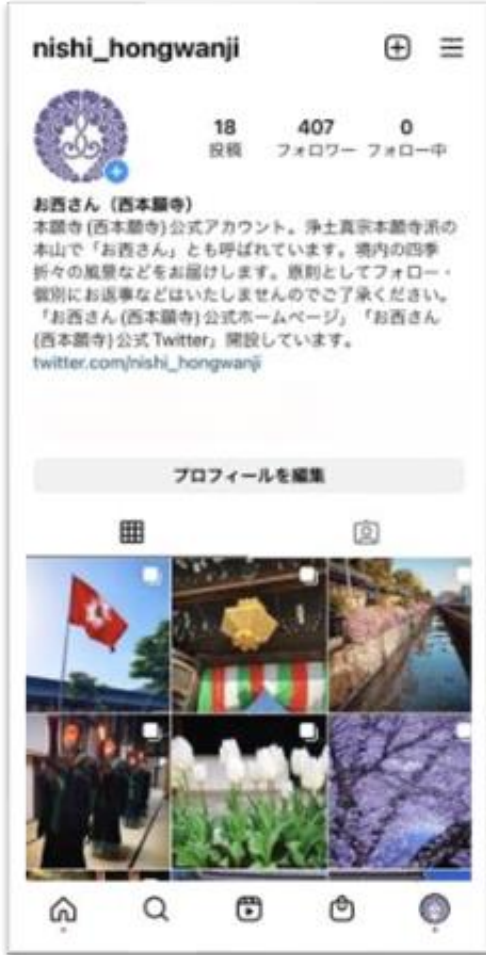 nishi_hongwanji
18 407 0
投稿 フォロワー フォロー中
お西さん（西本願寺）
本願寺(西本願寺)公式アカウント。浄土真宗本願寺派の
本山で「お西さん」とも呼ばれています。境内の四季
折々の風景などをお届けします。原則としてフォロー・
個別にお返事などはいたしませんのでご了承ください。
「お西さん(西本願寺)公式ホームページ」「お西さん
(西本願寺)公式Twitter」開設しています。
twitter.com/nishi_hongwanji
プロフィールを編集